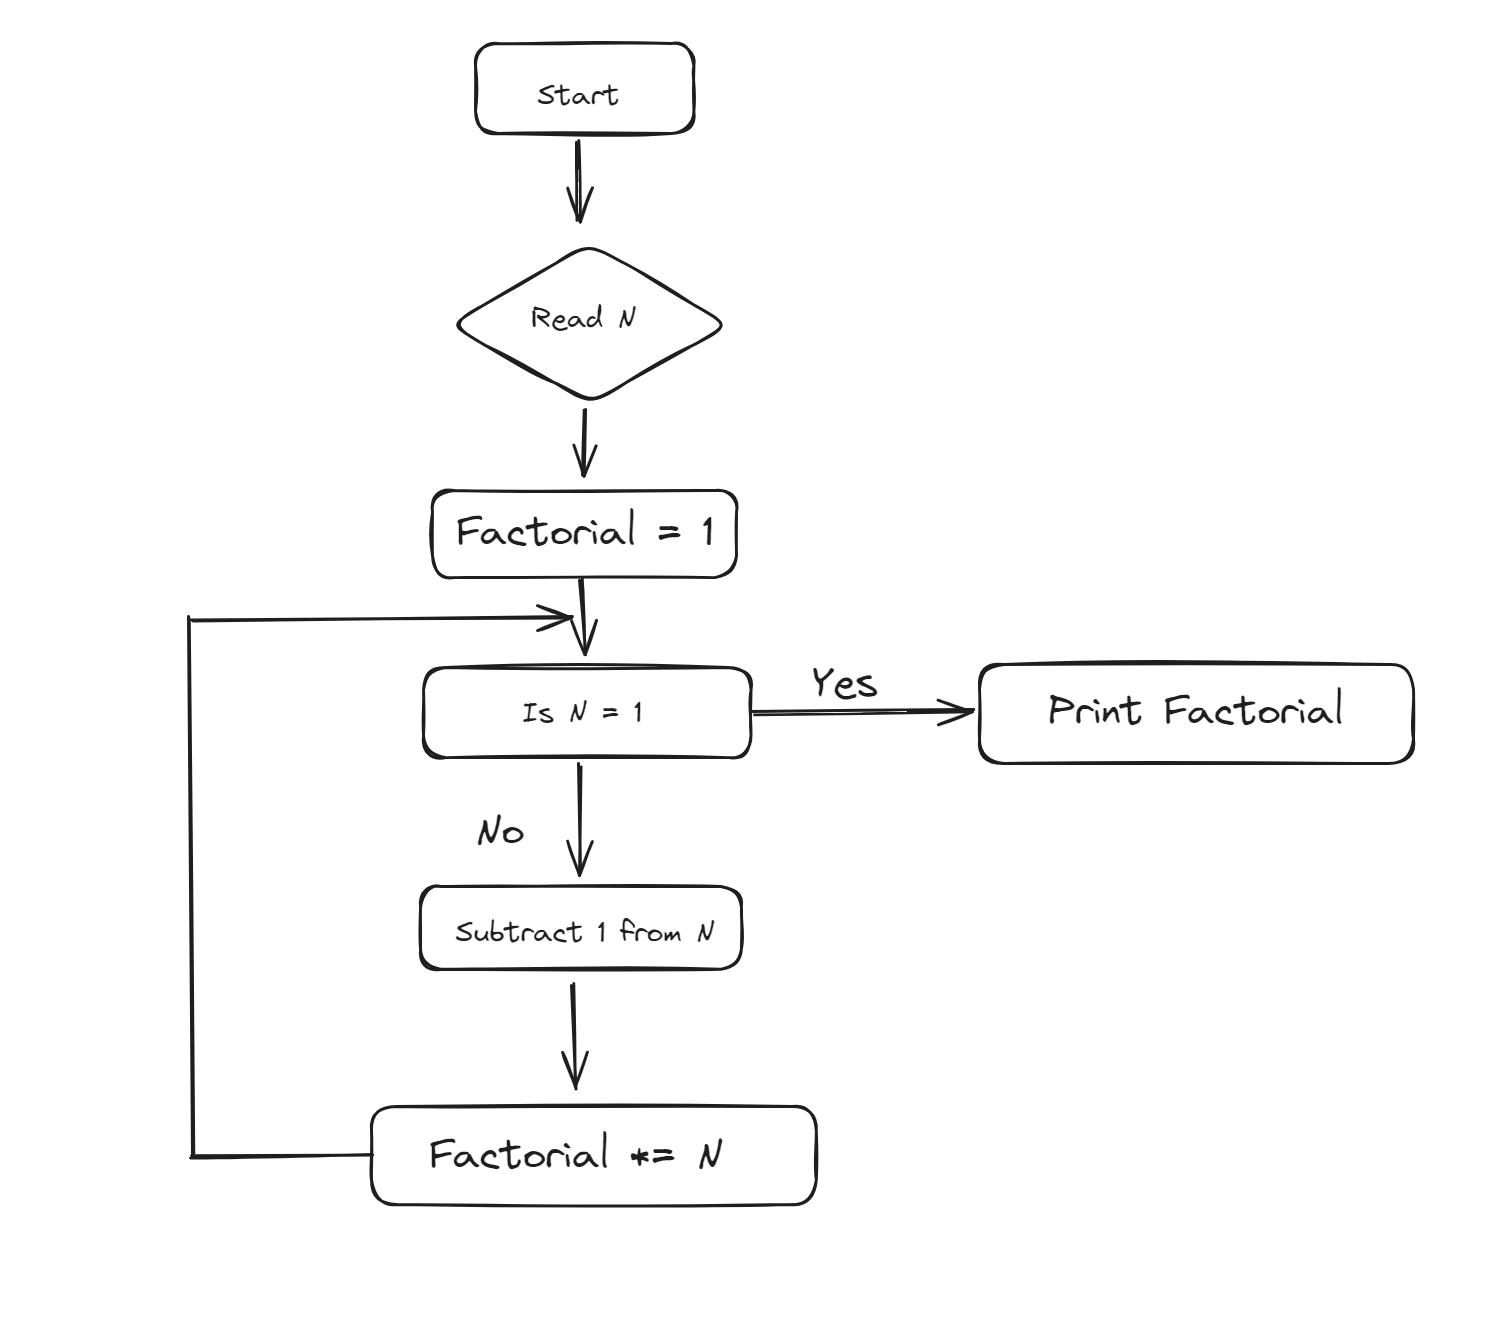 Start
Read N
Factorial = 1
Is N = 1
Yes
Print Factorial
No
Subtract 1 from N
Factorial *= N